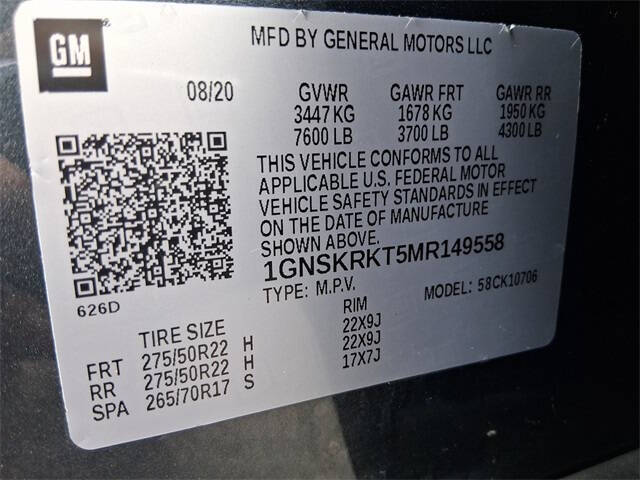 GM
MFD BY GENERAL MOTORS LLC
08/20 GVWR GAWR FRT GAWR RR
3447 KG 1678 KG 1950 KG
7600 LB 3700 LB 4300 LB
THIS VEHICLE CONFORMS TO ALL
APPLICABLE U.S. FEDERAL MOTOR
VEHICLE SAFETY STANDARDS IN EFFECT
ON THE DATE OF MANUFACTURE
SHOWN ABOVE.
1GNSKRKT5MR149558
626D TYPE: M.P.V. MODEL: 58CK10706
TIRE SIZE RIM
FRT 275/50R22 H 22X9J
RR 275/50R22 H 22X9J
SPA 265/70R17 S 17X7J